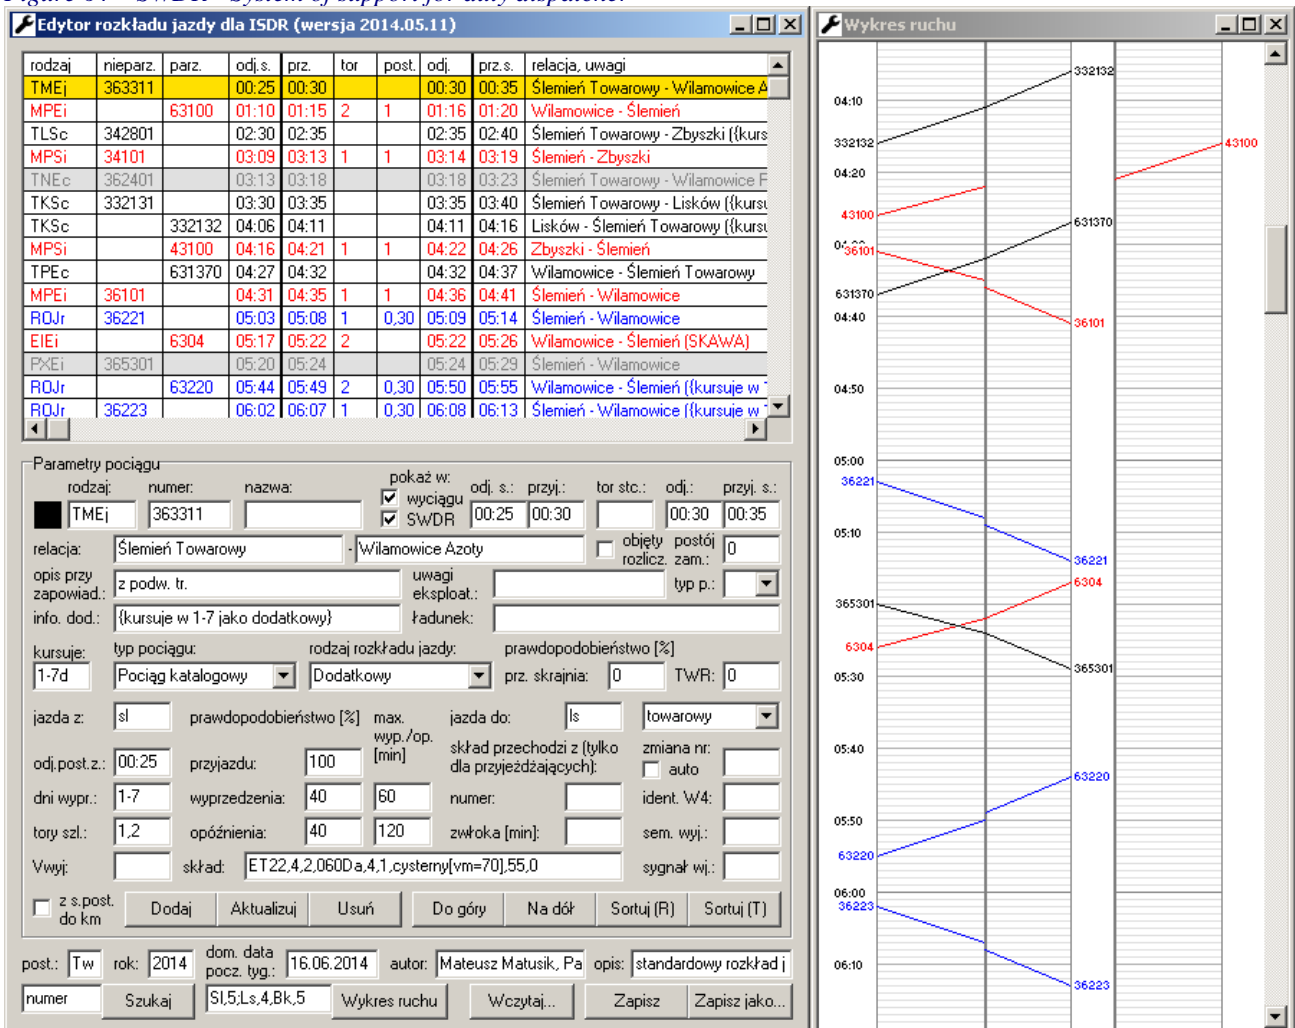 Edytor rozkładu jazdy dla ISDR (wersja 2014.05.11)
rodzaj nieparz. parz. odj.s. prz. tor post. odj. prz.s. relacja, uwagi
TMEj 363311 00:25 00:30 00:30 00:35 Ślemień Towarowy - Wilamowice A
MPEi 63100 01:10 01:15 2 1 01:16 01:20 Wilamowice - Ślemień
TLSc 342801 02:30 02:35 02:35 02:40 Ślemień Towarowy - Zbyszki ({kurs
MPSi 34101 03:09 03:13 1 1 03:14 03:19 Ślemień - Zbyszki
TNEc 362401 03:13 03:18 03:18 03:23 Ślemień Towarowy - Wilamowice F
TKSc 332131 03:30 03:35 03:35 03:40 Ślemień Towarowy - Lisków ({kursu
TKSc 332132 04:06 04:11 04:11 04:16 Lisków - Ślemień Towarowy ({kursu
MPSi 43100 04:16 04:21 1 1 04:22 04:26 Zbyszki - Ślemień
TPEc 631370 04:27 04:32 04:32 04:37 Wilamowice - Ślemień Towarowy
MPEi 36101 04:31 04:35 1 1 04:36 04:41 Ślemień - Wilamowice
ROJr 36221 05:03 05:08 1 0,30 05:09 05:14 Ślemień - Wilamowice
EIEi 6304 05:17 05:22 2 05:22 05:26 Wilamowice - Ślemień (SKAWA)
PXEi 365301 05:20 05:24 05:24 05:29 Ślemień - Wilamowice
ROJr 63220 05:44 05:49 2 0,30 05:50 05:55 Wilamowice - Ślemień ({kursuje w
ROJr 36223 06:02 06:07 1 0,30 06:08 06:13 Ślemień - Wilamowice ({kursuje w
Parametry pociągu
rodzaj: numer: nazwa: pokaż w: odj. s.: przyj.: tor stc.: odj.: przyj. s.:
wyciągu
TMEj 363311 SWDR 00:25 00:30 00:30 00:35
relacja: Ślemień Towarowy - Wilamowice Azoty objęty rozlicz. postój zam.: 0
opis przy zapowiad.: z podw. tr. uwagi eksploat.: typ p.:
info. dod.: {kursuje w 1-7 jako dodatkowy} ładunek:
kursuje: typ pociągu: rodzaj rozkładu jazdy: prawdopodobieństwo [%]
1-7d Pociąg katalogowy Dodatkowy prz. skrajnia: 0 TWR: 0
jazda z: sl prawdopodobieństwo [%] max. wyp./op. [min] jazda do: ls towarowy
odj.post.z.: 00:25 przyjazdu: 100 skład przechodzi z (tylko dla przyjeżdżających): zmiana nr: auto
dni wypr.: 1-7 wyprzedzenia: 40 60 numer: ident. W4:
tory szl.: 1,2 opóźnienia: 40 120 zwłoka [min]: sem. wyj.:
Vwyj: skład: ET22,4,2,060Da,4,1,cysterny[vm=70],55,0 sygnał wj.:
z s.post. do km Dodaj Aktualizuj Usuń Do góry Na dół Sortuj (R) Sortuj (T)
post.: Tw rok: 2014 dom. data pocz. tyg.: 16.06.2014 autor: Mateusz Matusik, Pa opis: standardowy rozkład j
numer Szukaj Sl,5;Ls,4,Bk,5 Wykres ruchu Wczytaj... Zapisz Zapisz jako...
Wykres ruchu
332132
04:10
332132
43100
04:20
43100
631370
36101
631370
04:40
36101
04:50
05:00
36221
05:10
36221
6304
365301
6304
365301
05:30
05:40
63220
05:50
63220
06:00
36223
06:10
36223